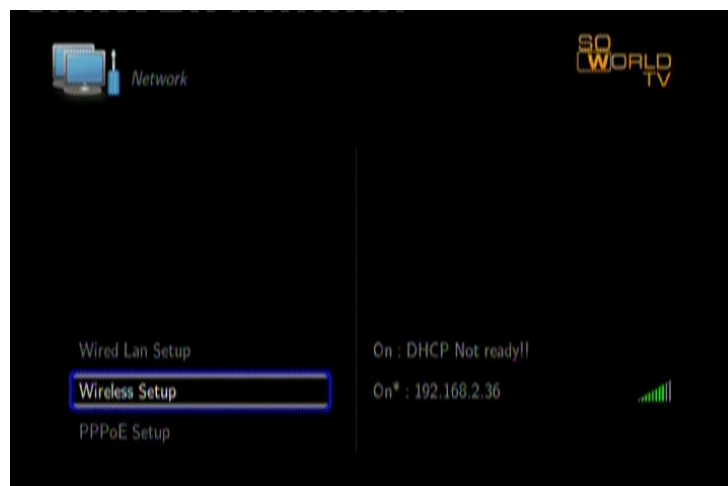 Network
SO
WORLD
TV
Wired Lan Setup
On : DHCP Not ready!!
Wireless Setup
On* : 192.168.2.36
PPPoE Setup